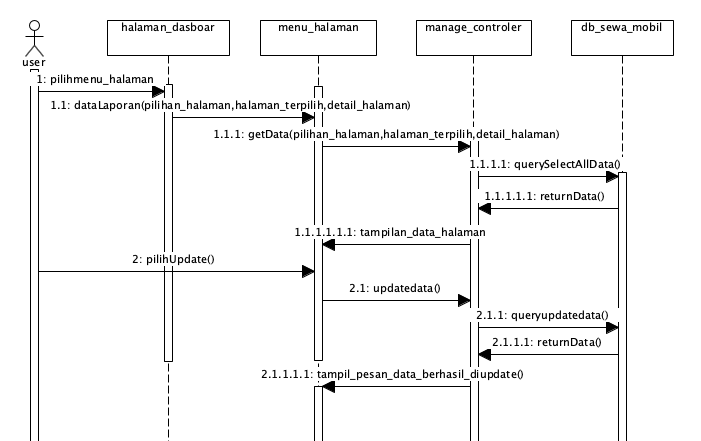 halaman_dasboar
menu_halaman
manage_controler
db_sewa_mobil
user
1: pilihmenu_halaman
1.1: dataLaporan(pilihan_halaman,halaman_terpilih,detail_halaman)
1.1.1: getData(pilihan_halaman,halaman_terpilih,detail_halaman)
1.1.1.1: querySelectAllData()
1.1.1.1.1: returnData()
1.1.1.1.1.1: tampilan_data_halaman
2: pilihUpdate()
2.1: updatedata()
2.1.1: queryupdatedata()
2.1.1.1: returnData()
2.1.1.1.1: tampil_pesan_data_berhasil_diupdate()